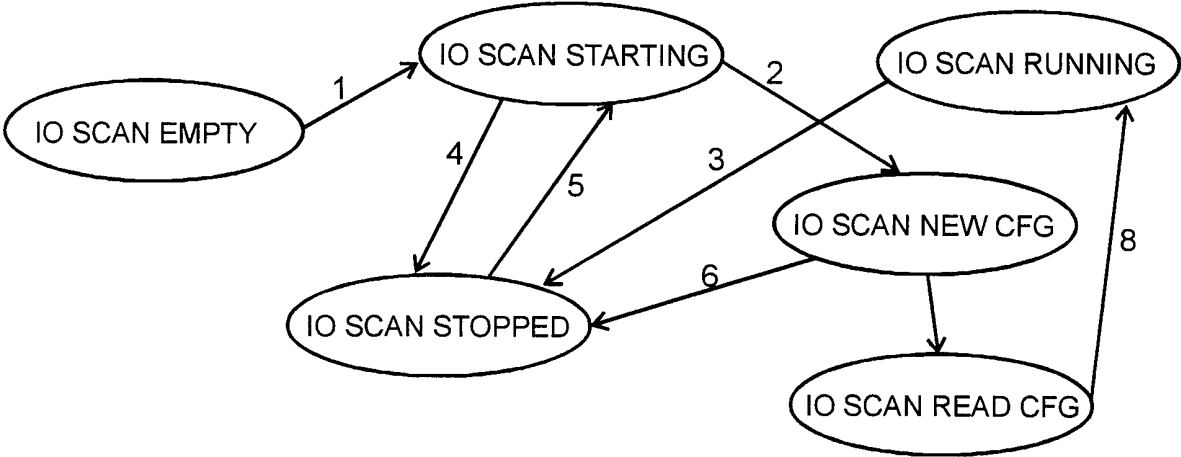 IO SCAN STARTING
IO SCAN RUNNING
2
1
IO SCAN EMPTY
4
3
5
IO SCAN NEW CFG
8
6
IO SCAN STOPPED
IO SCAN READ CFG